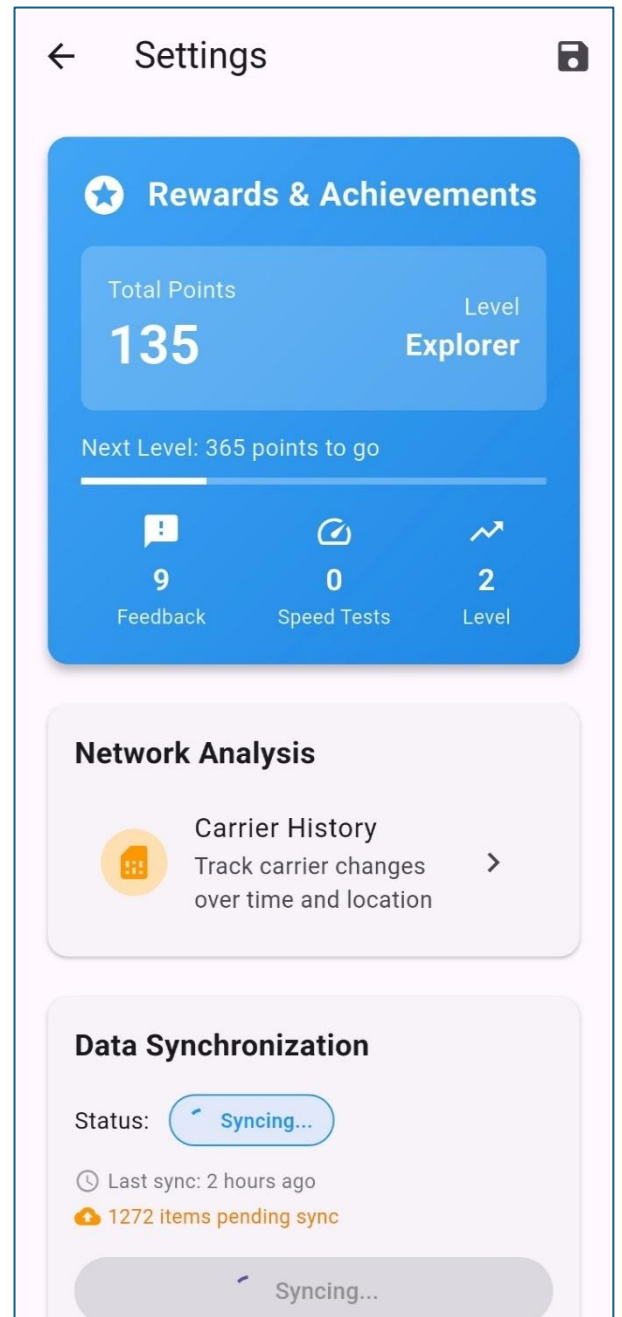 Settings
Rewards & Achievements
Total Points
135
Level
Explorer
Next Level: 365 points to go
9
Feedback
0
Speed Tests
2
Level
Network Analysis
Carrier History
Track carrier changes
over time and location
Data Synchronization
Status: Syncing...
Last sync: 2 hours ago
1272 items pending sync
Syncing...